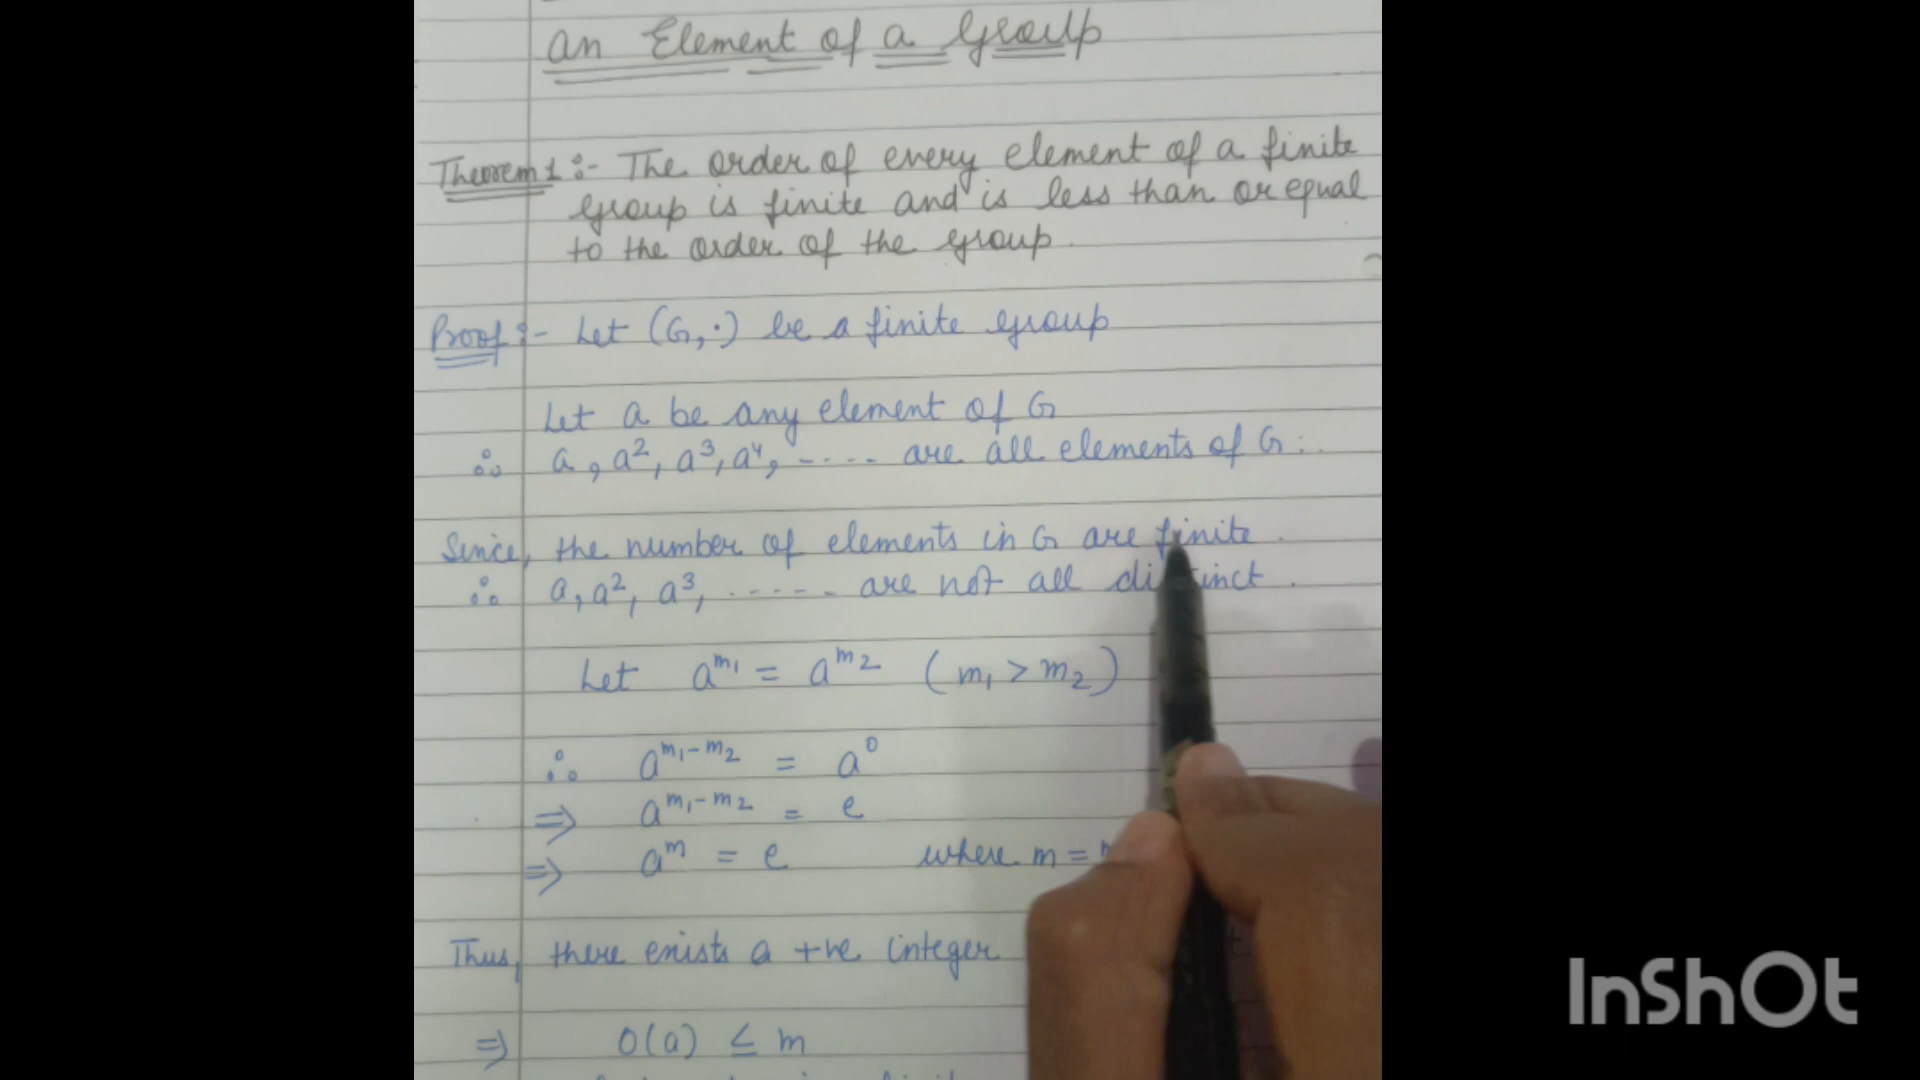 an Element of a Group
Theorem 1 :- The order of every element of a finite
group is finite and is less than or equal
to the order of the group.
Proof :- Let (G, ·) be a finite group
Let a be any element of G
∴ a, a², a³, a⁴, ---- are all elements of G.
Since, the number of elements in G are finite.
∴ a, a², a³, ------ are not all distinct.
Let a^m₁ = a^m₂ (m₁ > m₂)
∴ a^m₁-m₂ = a⁰
⇒ a^m₁-m₂ = e
⇒ a^m = e where m =
Thus, there exists a +ve integer
⇒ O(a) ≤ m
InShOt